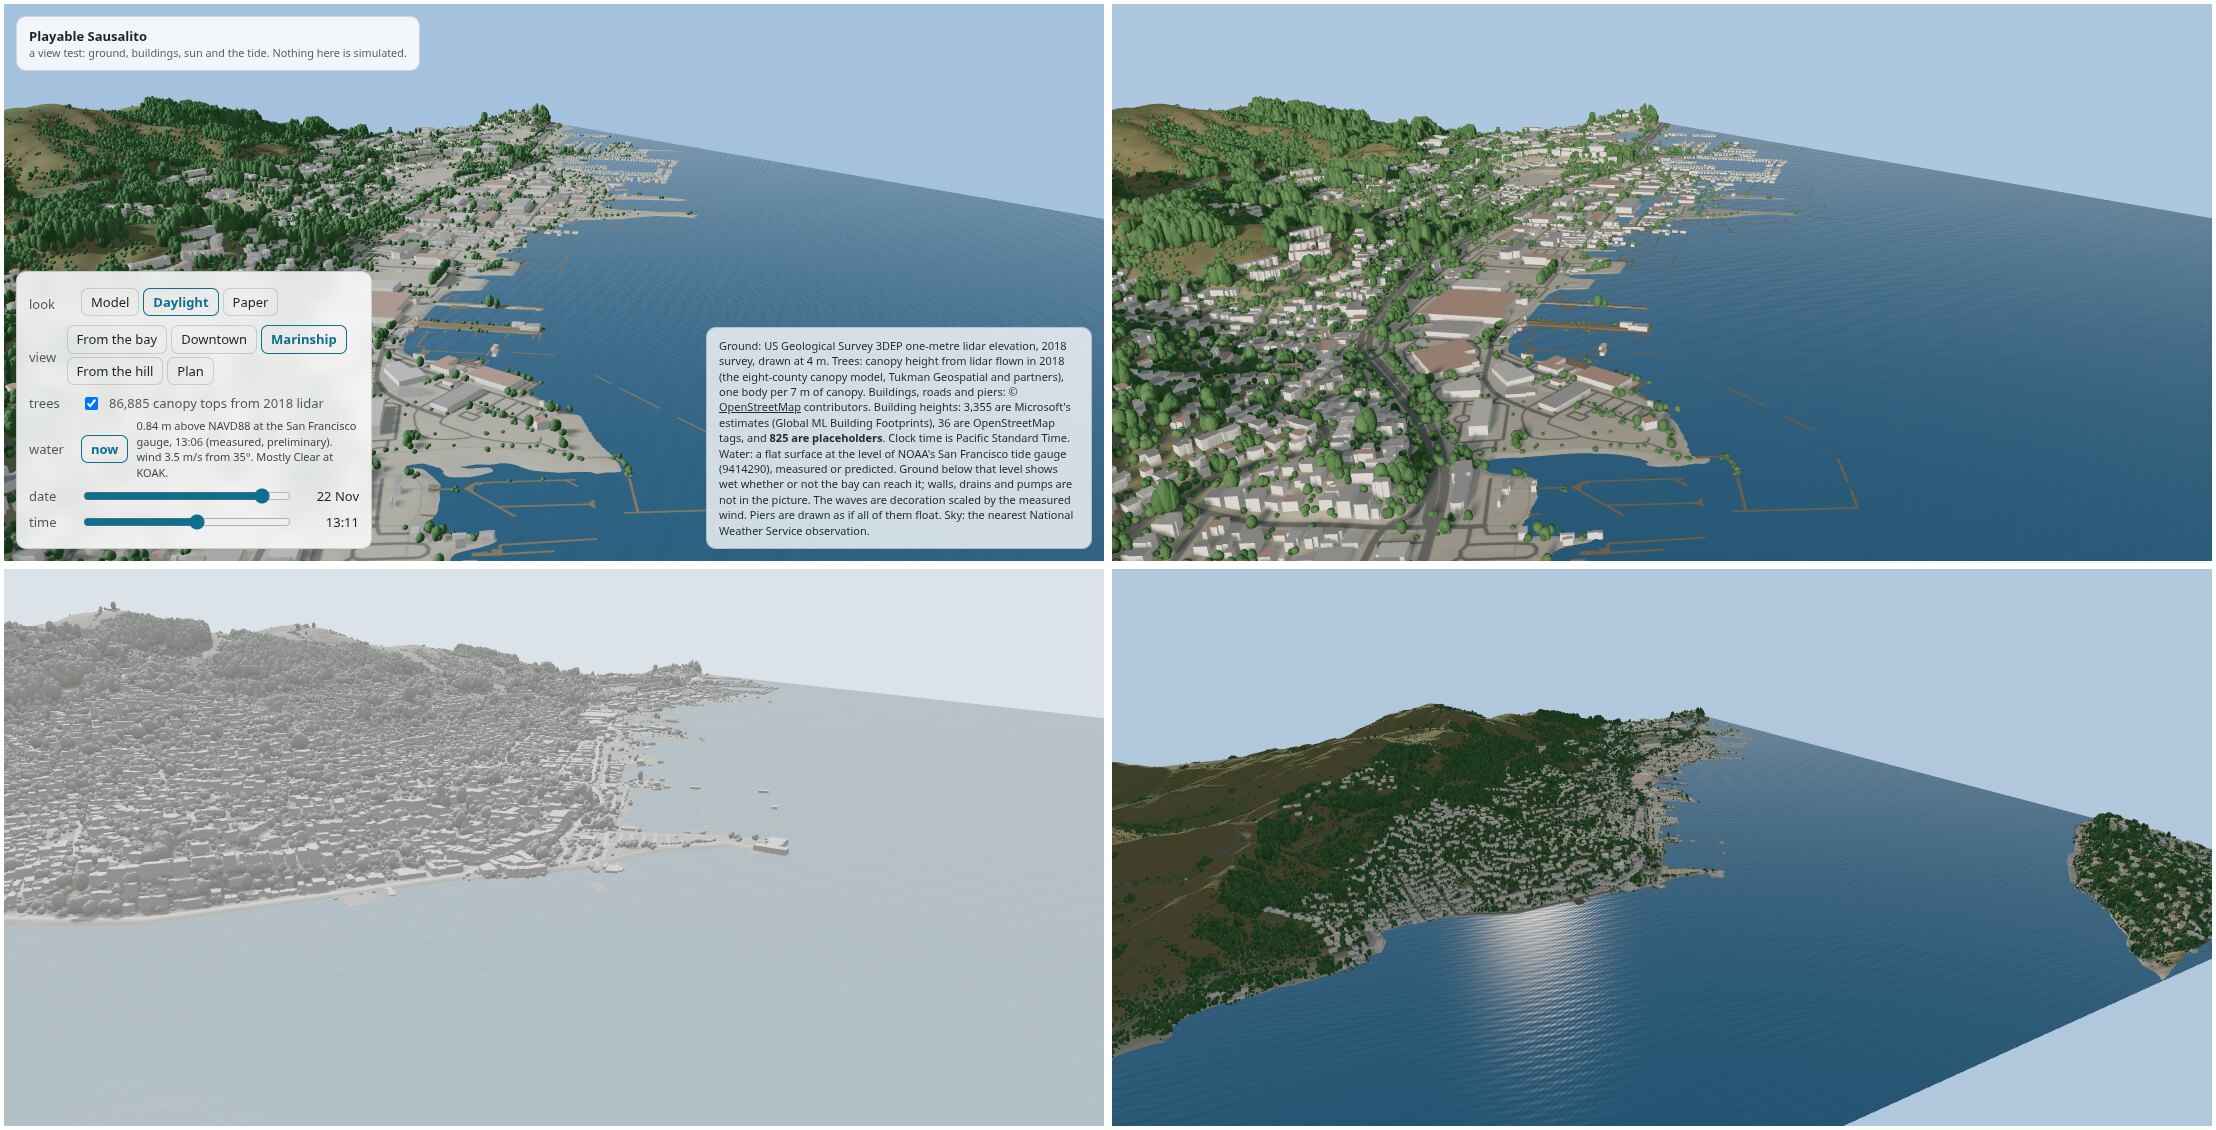 Playable Sausalito
a view test: ground, buildings, sun and the tide. Nothing here is simulated.
look Model Daylight Paper
view From the bay Downtown Marinship
From the hill Plan
trees 86,885 canopy tops from 2018 lidar
water now 0.84 m above NAVD88 at the San Francisco
gauge, 13:06 (measured, preliminary).
wind 3.5 m/s from 35°. Mostly Clear at
KOAK.
date 22 Nov
time 13:11
Ground: US Geological Survey 3DEP one-metre lidar elevation, 2018
survey, drawn at 4 m. Trees: canopy height from lidar flown in 2018
(the eight-county canopy model, Tukman Geospatial and partners),
one body per 7 m of canopy. Buildings, roads and piers: ©
OpenStreetMap contributors. Building heights: 3,355 are Microsoft's
estimates (Global ML Building Footprints), 36 are OpenStreetMap
tags, and 825 are placeholders. Clock time is Pacific Standard Time.
Water: a flat surface at the level of NOAA's San Francisco tide gauge
(9414290), measured or predicted. Ground below that level shows
wet whether or not the bay can reach it; walls, drains and pumps are
not in the picture. The waves are decoration scaled by the measured
wind. Piers are drawn as if all of them float. Sky: the nearest National
Weather Service observation.